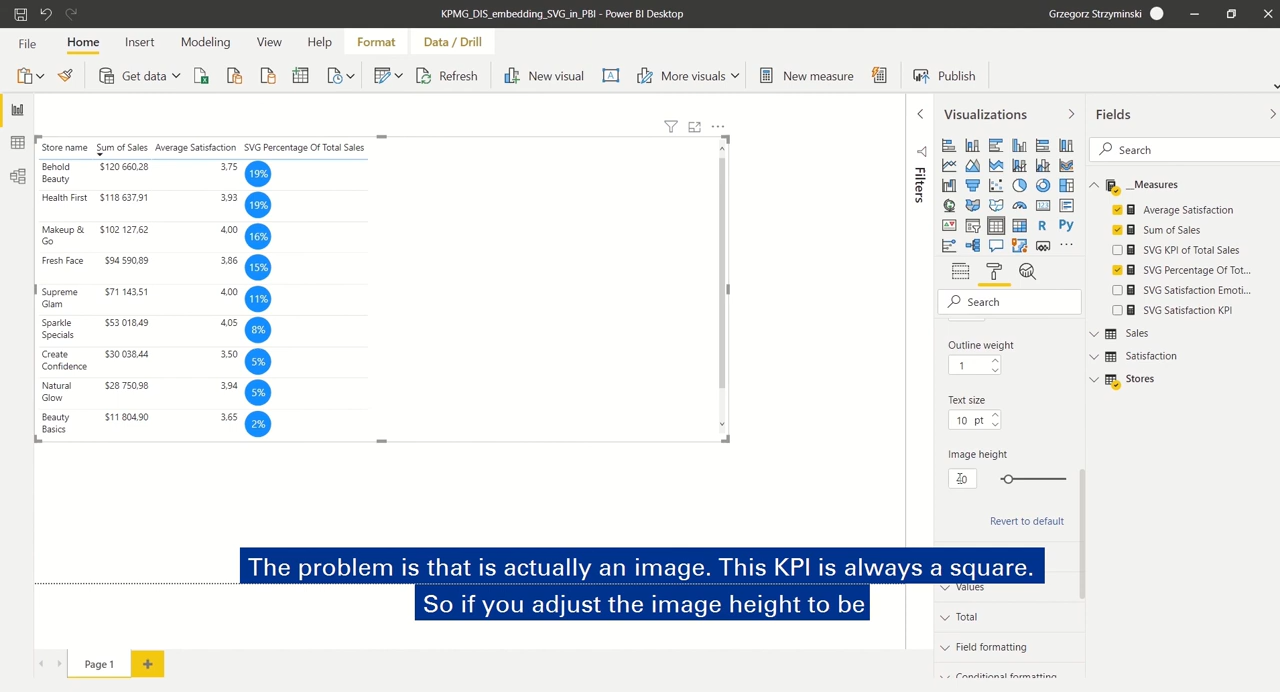 KPMG_DIS_embedding_SVG_in_PBI - Power BI Desktop
Grzegorz Strzyminski
File Home Insert Modeling View Help Format Data / Drill
Get data Refresh New visual A More visuals New measure Publish
Store name Sum of Sales Average Satisfaction SVG Percentage Of Total Sales
Behold Beauty $120 660,28 3,75 19%
Health First $118 637,91 3,93 19%
Makeup & Go $102 127,62 4,00 16%
Fresh Face $94 590,89 3,86 15%
Supreme Glam $71 143,51 4,00 11%
Sparkle Specials $53 018,49 4,05 8%
Create Confidence $30 038,44 3,50 5%
Natural Glow $28 750,98 3,94 5%
Beauty Basics $11 804,90 3,65 2%
Filters
Visualizations
R Py
Search
Outline weight
1
Text size
10 pt
Image height
Revert to default
Values
Total
Field formatting
Conditional formatting
Fields
Search
__Measures
Average Satisfaction
Sum of Sales
SVG KPI of Total Sales
SVG Percentage Of Tot...
SVG Satisfaction Emoti...
SVG Satisfaction KPI
Sales
Satisfaction
Stores
The problem is that is actually an image. This KPI is always a square.
So if you adjust the image height to be
Page 1 +